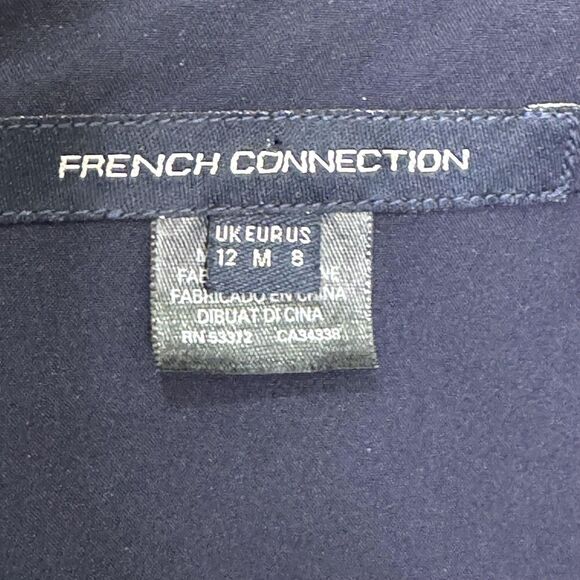 FRENCH CONNECTION
UK EUR US
12 M 8
FABRICADO EN CHINA
DIBUAT DI CINA
RN 53372 CA34338